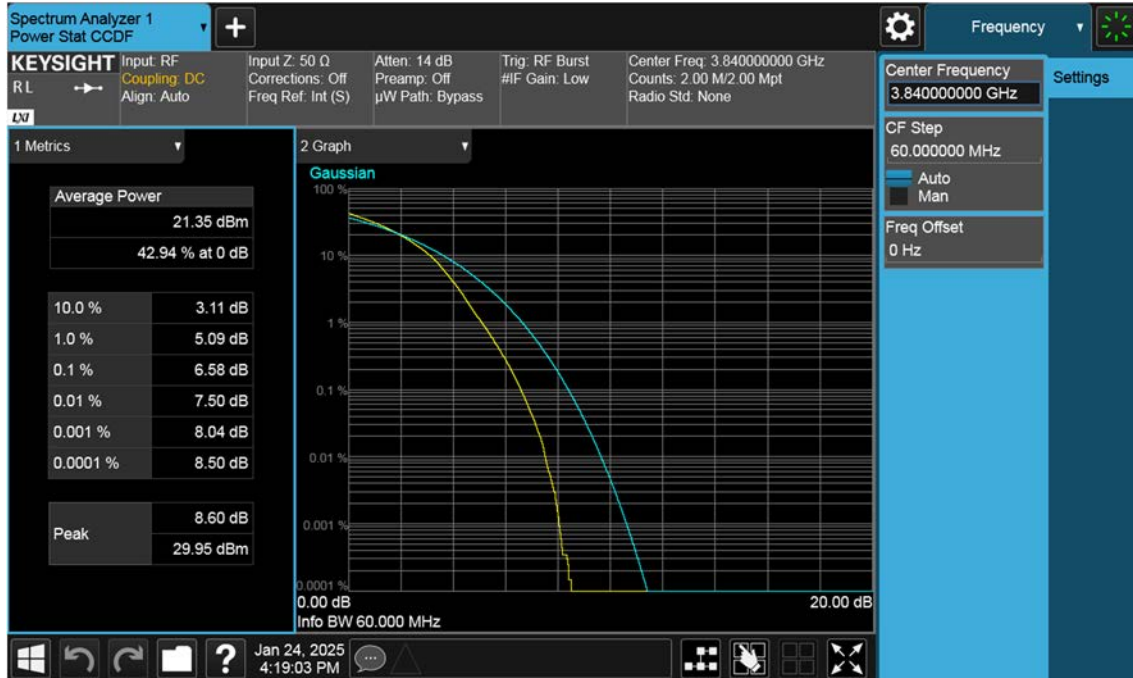 Spectrum Analyzer 1
Power Stat CCDF
Frequency
KEYSIGHT
R L
LXI
Input: RF
Coupling: DC
Align: Auto
Input Z: 50 Ω
Corrections: Off
Freq Ref: Int (S)
Atten: 14 dB
Preamp: Off
µW Path: Bypass
Trig: RF Burst
#IF Gain: Low
Center Freq: 3.840000000 GHz
Counts: 2.00 M/2.00 Mpt
Radio Std: None
Center Frequency
3.840000000 GHz
Settings
CF Step
60.000000 MHz
Auto
Man
Freq Offset
0 Hz
1 Metrics
Average Power
21.35 dBm
42.94 % at 0 dB
10.0 % 3.11 dB
1.0 % 5.09 dB
0.1 % 6.58 dB
0.01 % 7.50 dB
0.001 % 8.04 dB
0.0001 % 8.50 dB
Peak
8.60 dB
29.95 dBm
2 Graph
Gaussian
100 %
10 %
1 %
0.1 %
0.01 %
0.001 %
0.0001 %
0.00 dB
20.00 dB
Info BW 60.000 MHz
?
Jan 24, 2025
4:19:03 PM